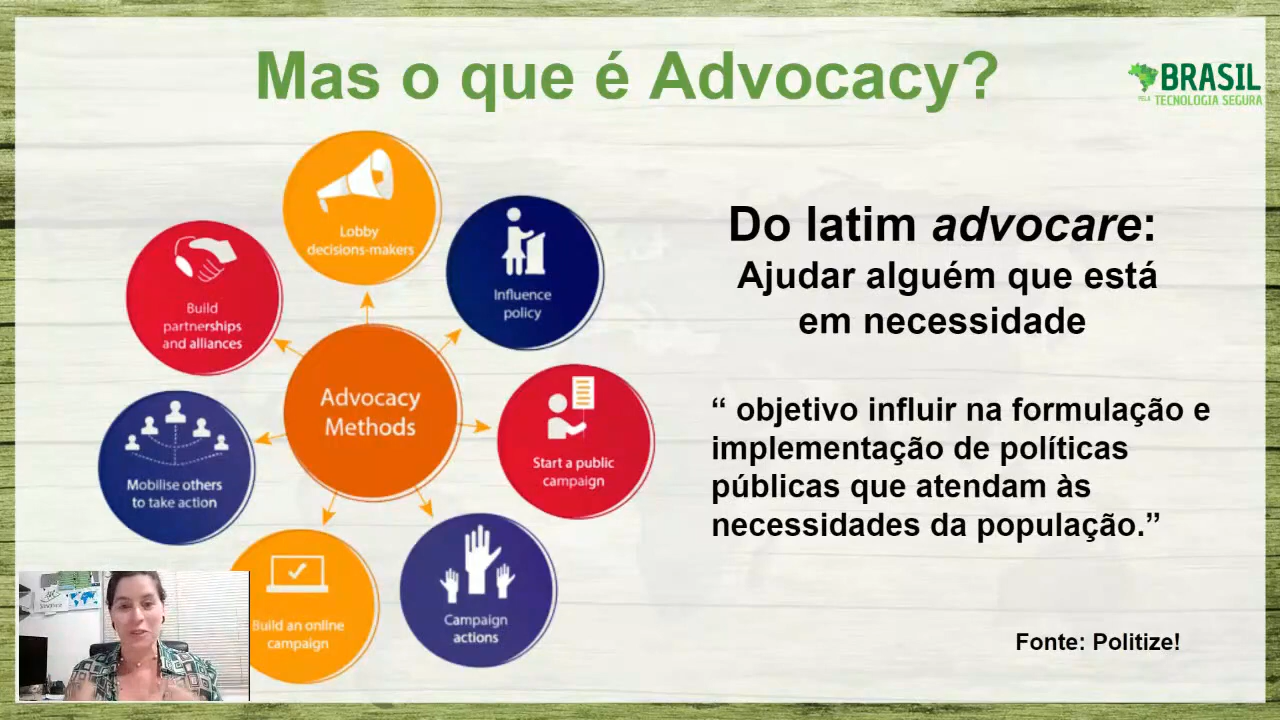 Mas o que é Advocacy?
BRASIL
PELA TECNOLOGIA SEGURA
Lobby
decisions-makers
Influence
policy
Build
partnerships
and alliances
Advocacy
Methods
Start a public
campaign
Mobilise others
to take action
Build an online
campaign
Campaign
actions
Do latim advocare:
Ajudar alguém que está
em necessidade
“ objetivo influir na formulação e
implementação de políticas
públicas que atendam às
necessidades da população.”
Fonte: Politize!